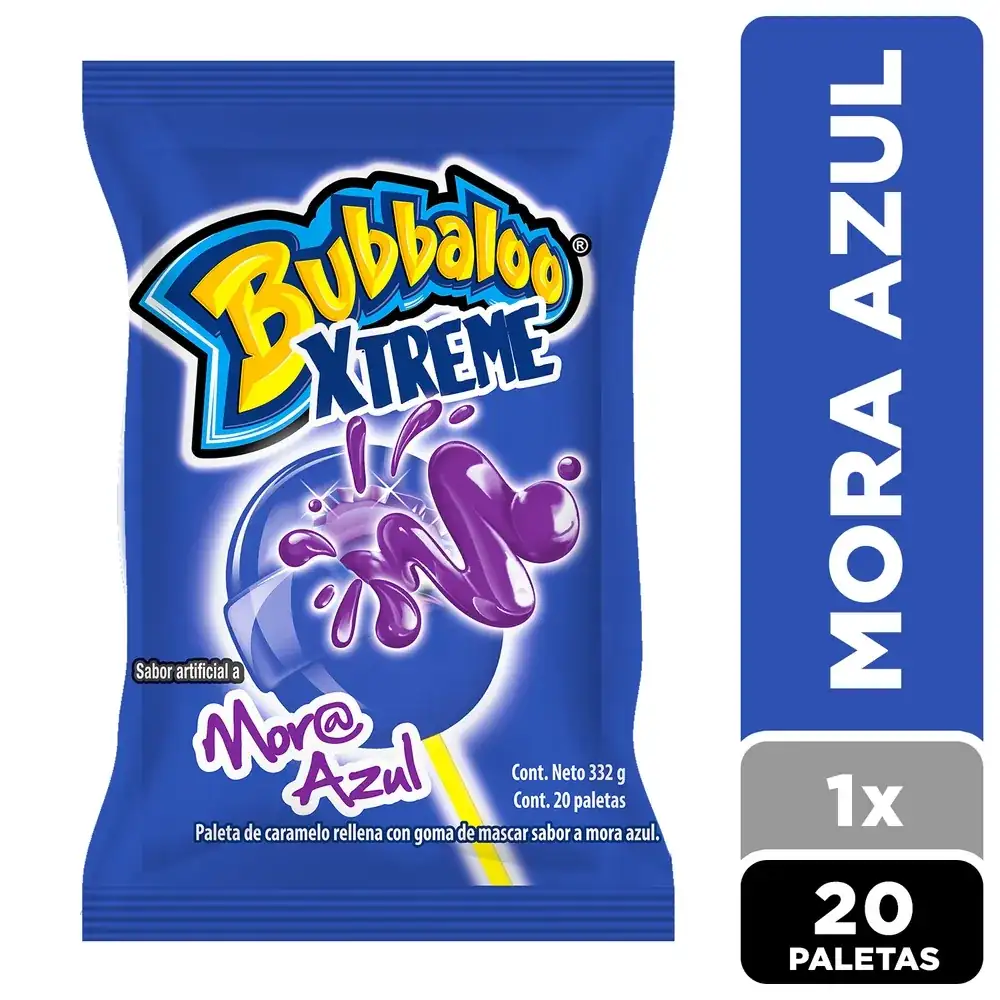 Bubbaloo®
XTREME
Sabor artificial a
Mor@
Azul
Cont. Neto 332 g
Cont. 20 paletas
Paleta de caramelo rellena con goma de mascar sabor a mora azul.
MORA AZUL
1x
20
PALETAS